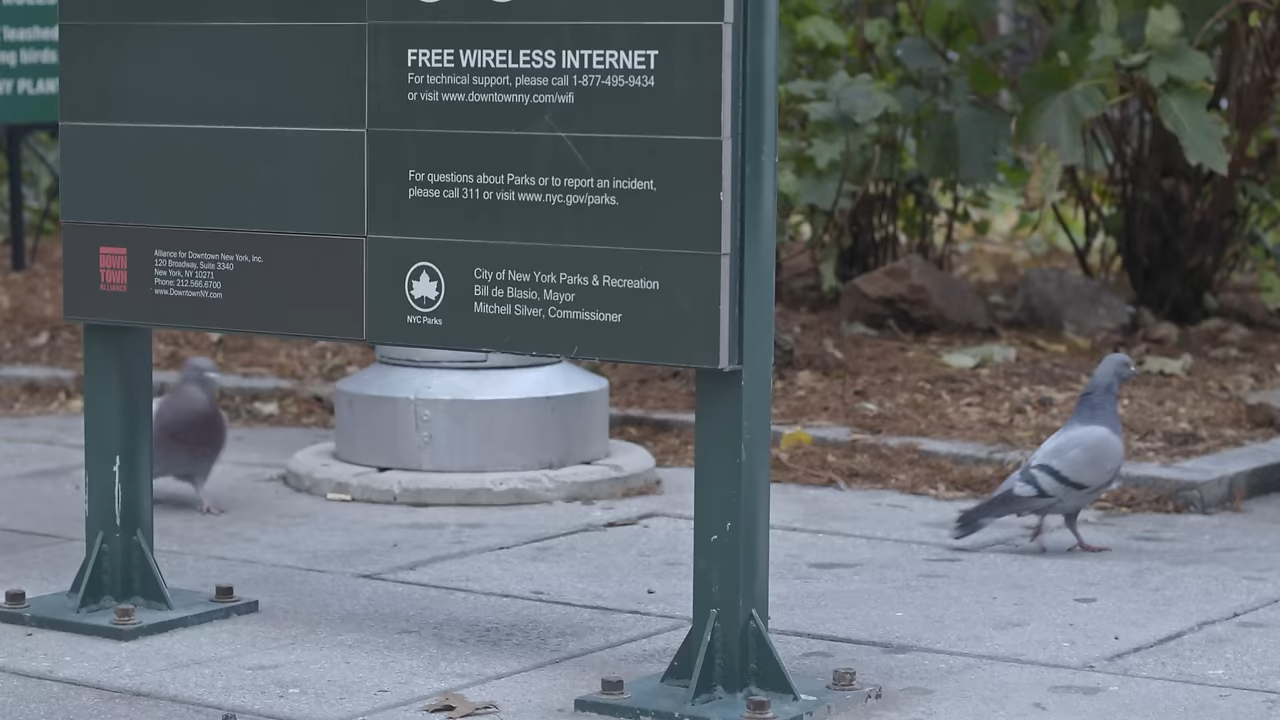 leashed
ng birds
NY PLAN
FREE WIRELESS INTERNET
For technical support, please call 1-877-495-9434
or visit www.downtownny.com/wifi
For questions about Parks or to report an incident,
please call 311 or visit www.nyc.gov/parks.
DOWN
TOWN
ALLIANCE
Alliance for Downtown New York, Inc.
120 Broadway, Suite 3340
New York, NY 10271
Phone: 212.566.6700
www.DowntownNY.com
NYC Parks
City of New York Parks & Recreation
Bill de Blasio, Mayor
Mitchell Silver, Commissioner